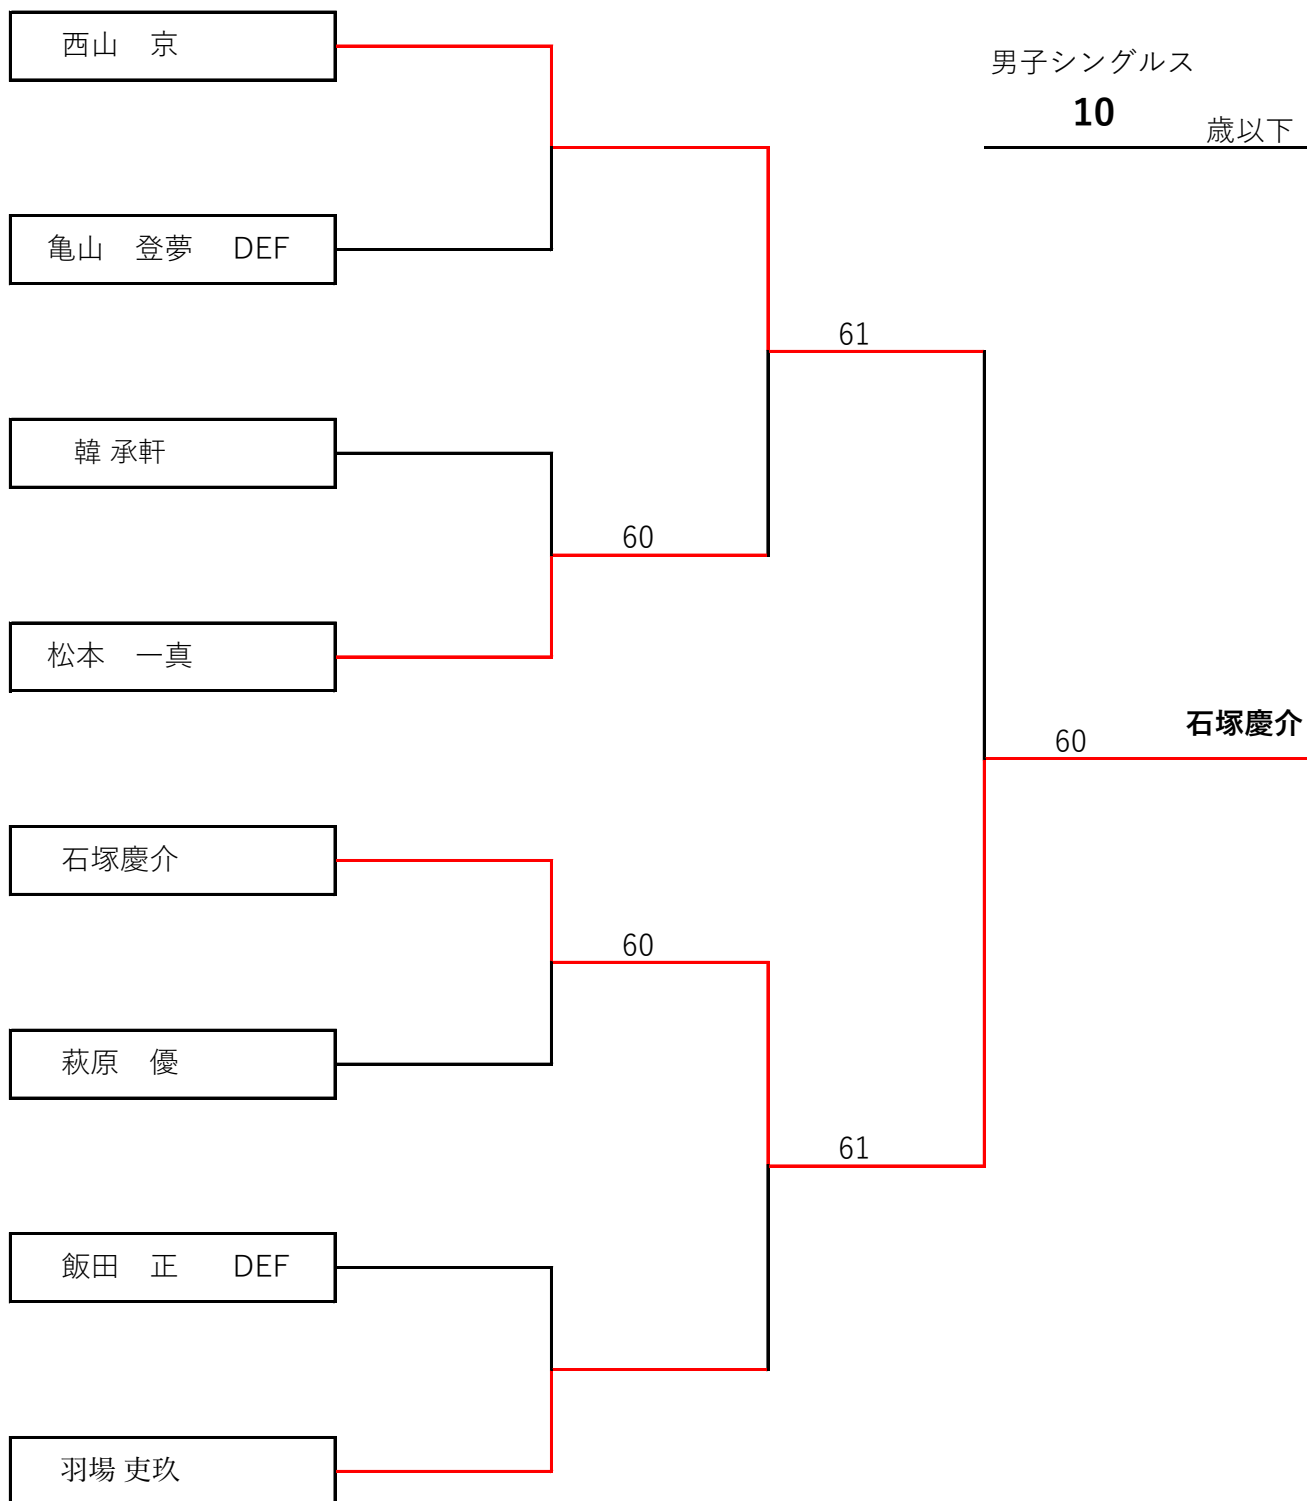 西山　京
男子シングルス
10 歳以下
亀山　登夢　DEF
61
韓 承軒
60
松本　一真
石塚慶介
60
石塚慶介
60
萩原　優
61
飯田　正　DEF
羽場 吏玖